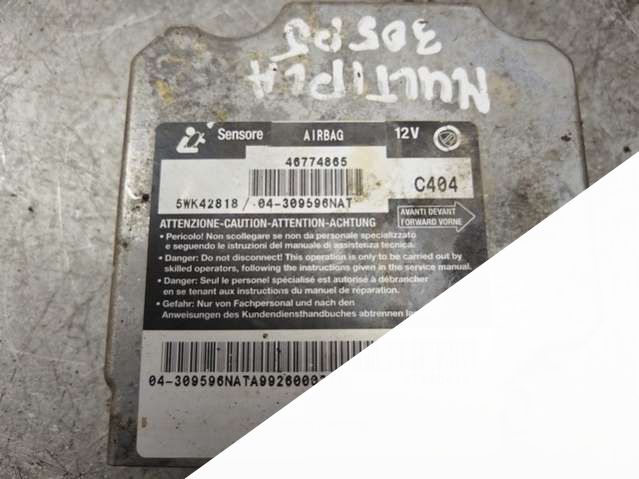 MULTIPLA
Sensore AIRBAG 12V
46774865
5WK42818 / 04-309596NAT
C404
ATTENZIONE-CAUTION-ATTENTION-ACHTUNG
AVANTI DEVANT
FORWARD VORNE
• Pericolo! Non scollegare se non da personale specializzato
e seguendo le istruzioni del manuale di assistenza tecnica.
• Danger: Do not disconnect! This operation is only to be carried out by
skilled operators, following the instructions given in the service manual.
• Danger: Seul le personel spécialisé est autorisé à débrancher
en se tenant aux instructions du manuel de réparation.
• Gefahr: Nur von Fachpersonal und nach den
Anweisungen des Kundendiensthandbuches abtrennen
04-309596NATA9926000